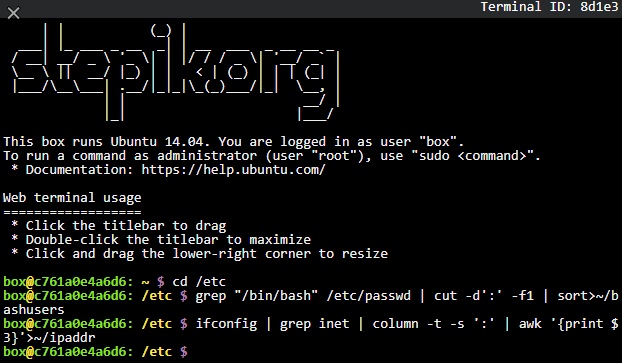 Terminal ID: 8d1e3
stepikorg
This box runs Ubuntu 14.04. You are logged in as user "box".
To run a command as administrator (user "root"), use "sudo <command>".
* Documentation: https://help.ubuntu.com/
Web terminal usage
==================
* Click the titlebar to drag
* Double-click the titlebar to maximize
* Click and drag the lower-right corner to resize
box@c761a0e4a6d6: ~ $ cd /etc
box@c761a0e4a6d6: /etc $ grep "/bin/bash" /etc/passwd | cut -d':' -f1 | sort>~/b
ashusers
box@c761a0e4a6d6: /etc $ ifconfig | grep inet | column -t -s ':' | awk '{print $
3}'>~/ipaddr
box@c761a0e4a6d6: /etc $